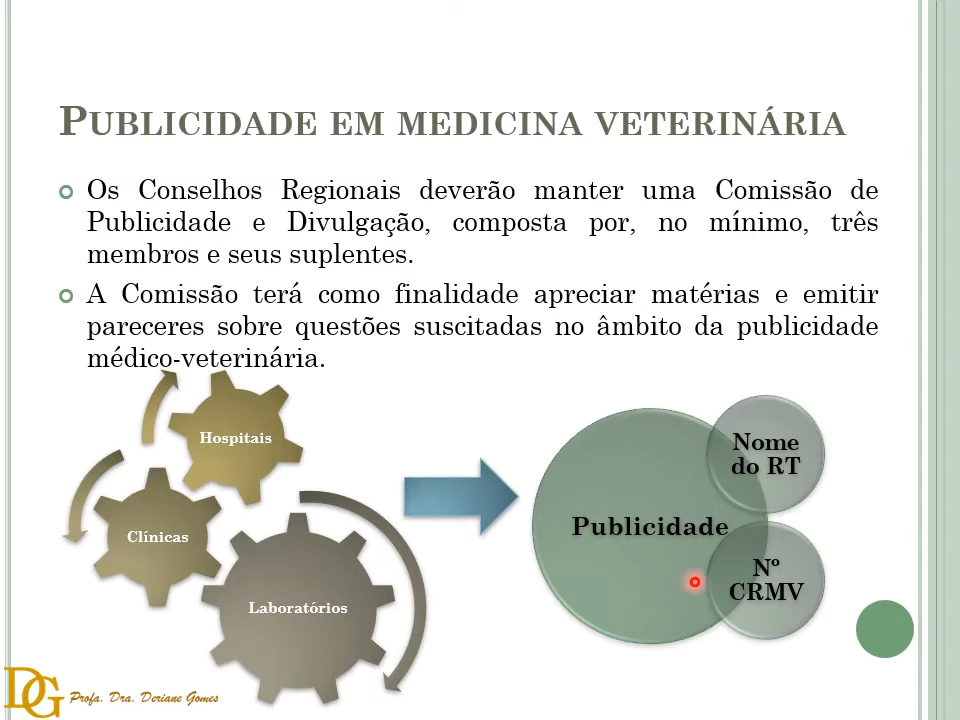 Publicidade em medicina veterinária
Os Conselhos Regionais deverão manter uma Comissão de
Publicidade e Divulgação, composta por, no mínimo, três
membros e seus suplentes.
A Comissão terá como finalidade apreciar matérias e emitir
pareceres sobre questões suscitadas no âmbito da publicidade
médico-veterinária.
Hospitais
Clínicas
Laboratórios
Publicidade
Nome
do RT
Nº
CRMV
DG Profa. Dra. Deriane Gomes